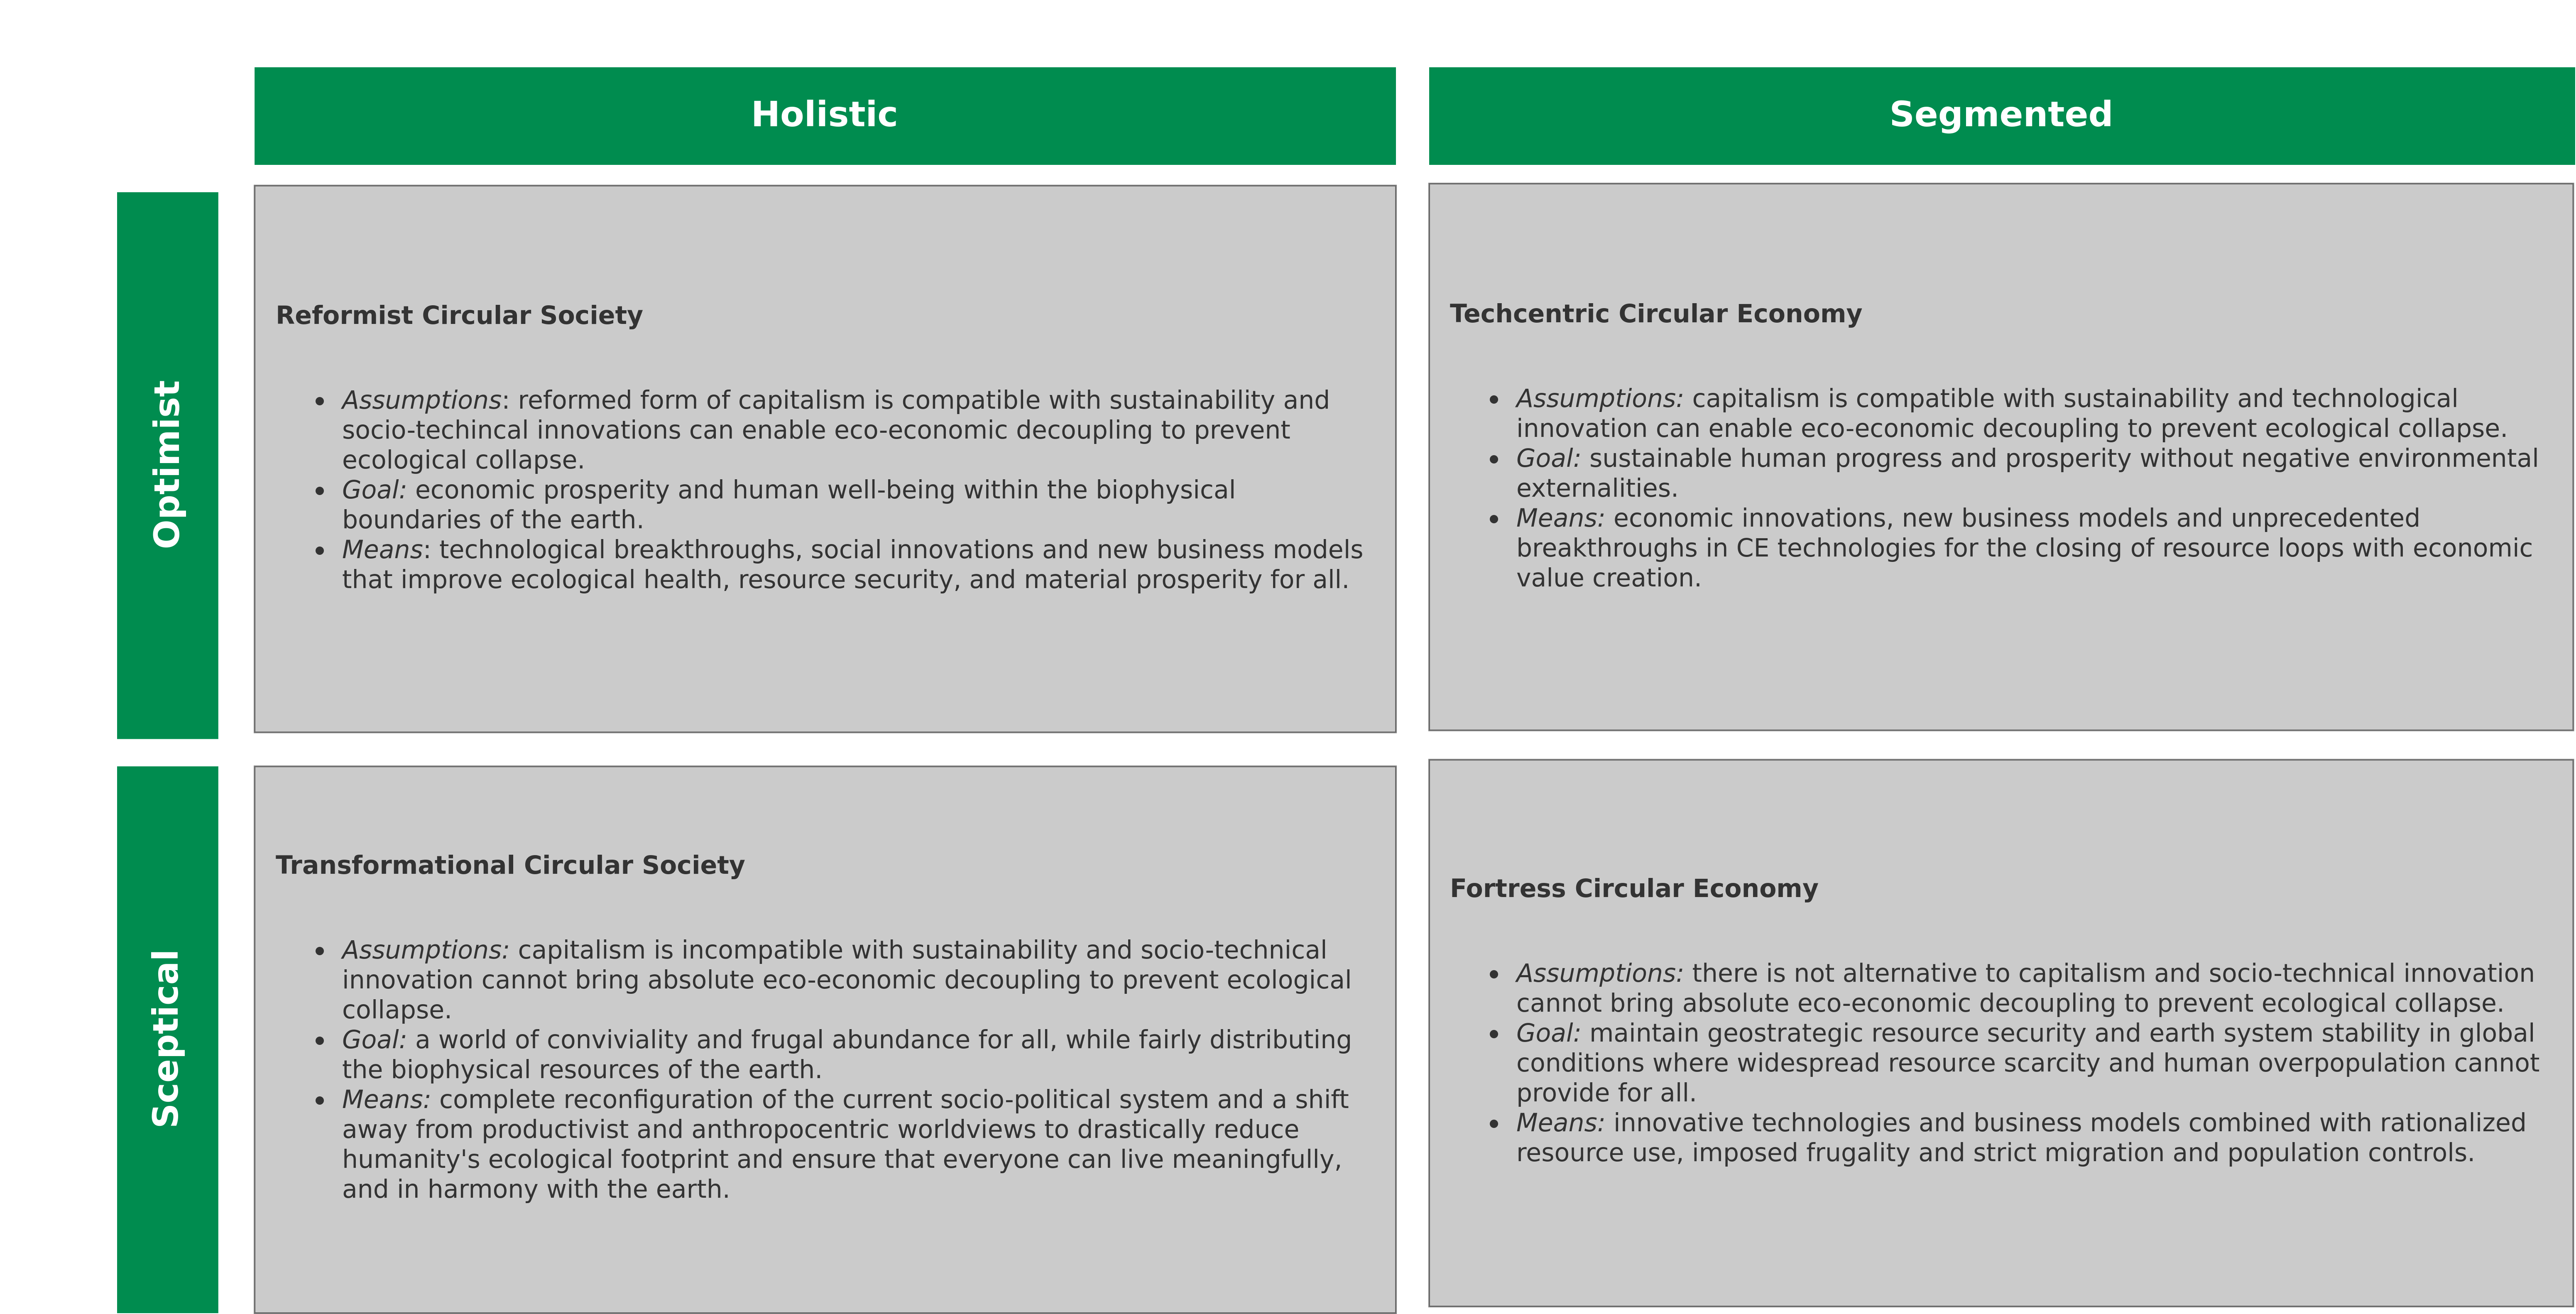 Holistic
Segmented
Optimist
Reformist Circular Society
• Assumptions: reformed form of capitalism is compatible with sustainability and
socio-techincal innovations can enable eco-economic decoupling to prevent
ecological collapse.
• Goal: economic prosperity and human well-being within the biophysical
boundaries of the earth.
• Means: technological breakthroughs, social innovations and new business models
that improve ecological health, resource security, and material prosperity for all.
Techcentric Circular Economy
• Assumptions: capitalism is compatible with sustainability and technological
innovation can enable eco-economic decoupling to prevent ecological collapse.
• Goal: sustainable human progress and prosperity without negative environmental
externalities.
• Means: economic innovations, new business models and unprecedented
breakthroughs in CE technologies for the closing of resource loops with economic
value creation.
Sceptical
Transformational Circular Society
• Assumptions: capitalism is incompatible with sustainability and socio-technical
innovation cannot bring absolute eco-economic decoupling to prevent ecological
collapse.
• Goal: a world of conviviality and frugal abundance for all, while fairly distributing
the biophysical resources of the earth.
• Means: complete reconfiguration of the current socio-political system and a shift
away from productivist and anthropocentric worldviews to drastically reduce
humanity's ecological footprint and ensure that everyone can live meaningfully,
and in harmony with the earth.
Fortress Circular Economy
• Assumptions: there is not alternative to capitalism and socio-technical innovation
cannot bring absolute eco-economic decoupling to prevent ecological collapse.
• Goal: maintain geostrategic resource security and earth system stability in global
conditions where widespread resource scarcity and human overpopulation cannot
provide for all.
• Means: innovative technologies and business models combined with rationalized
resource use, imposed frugality and strict migration and population controls.